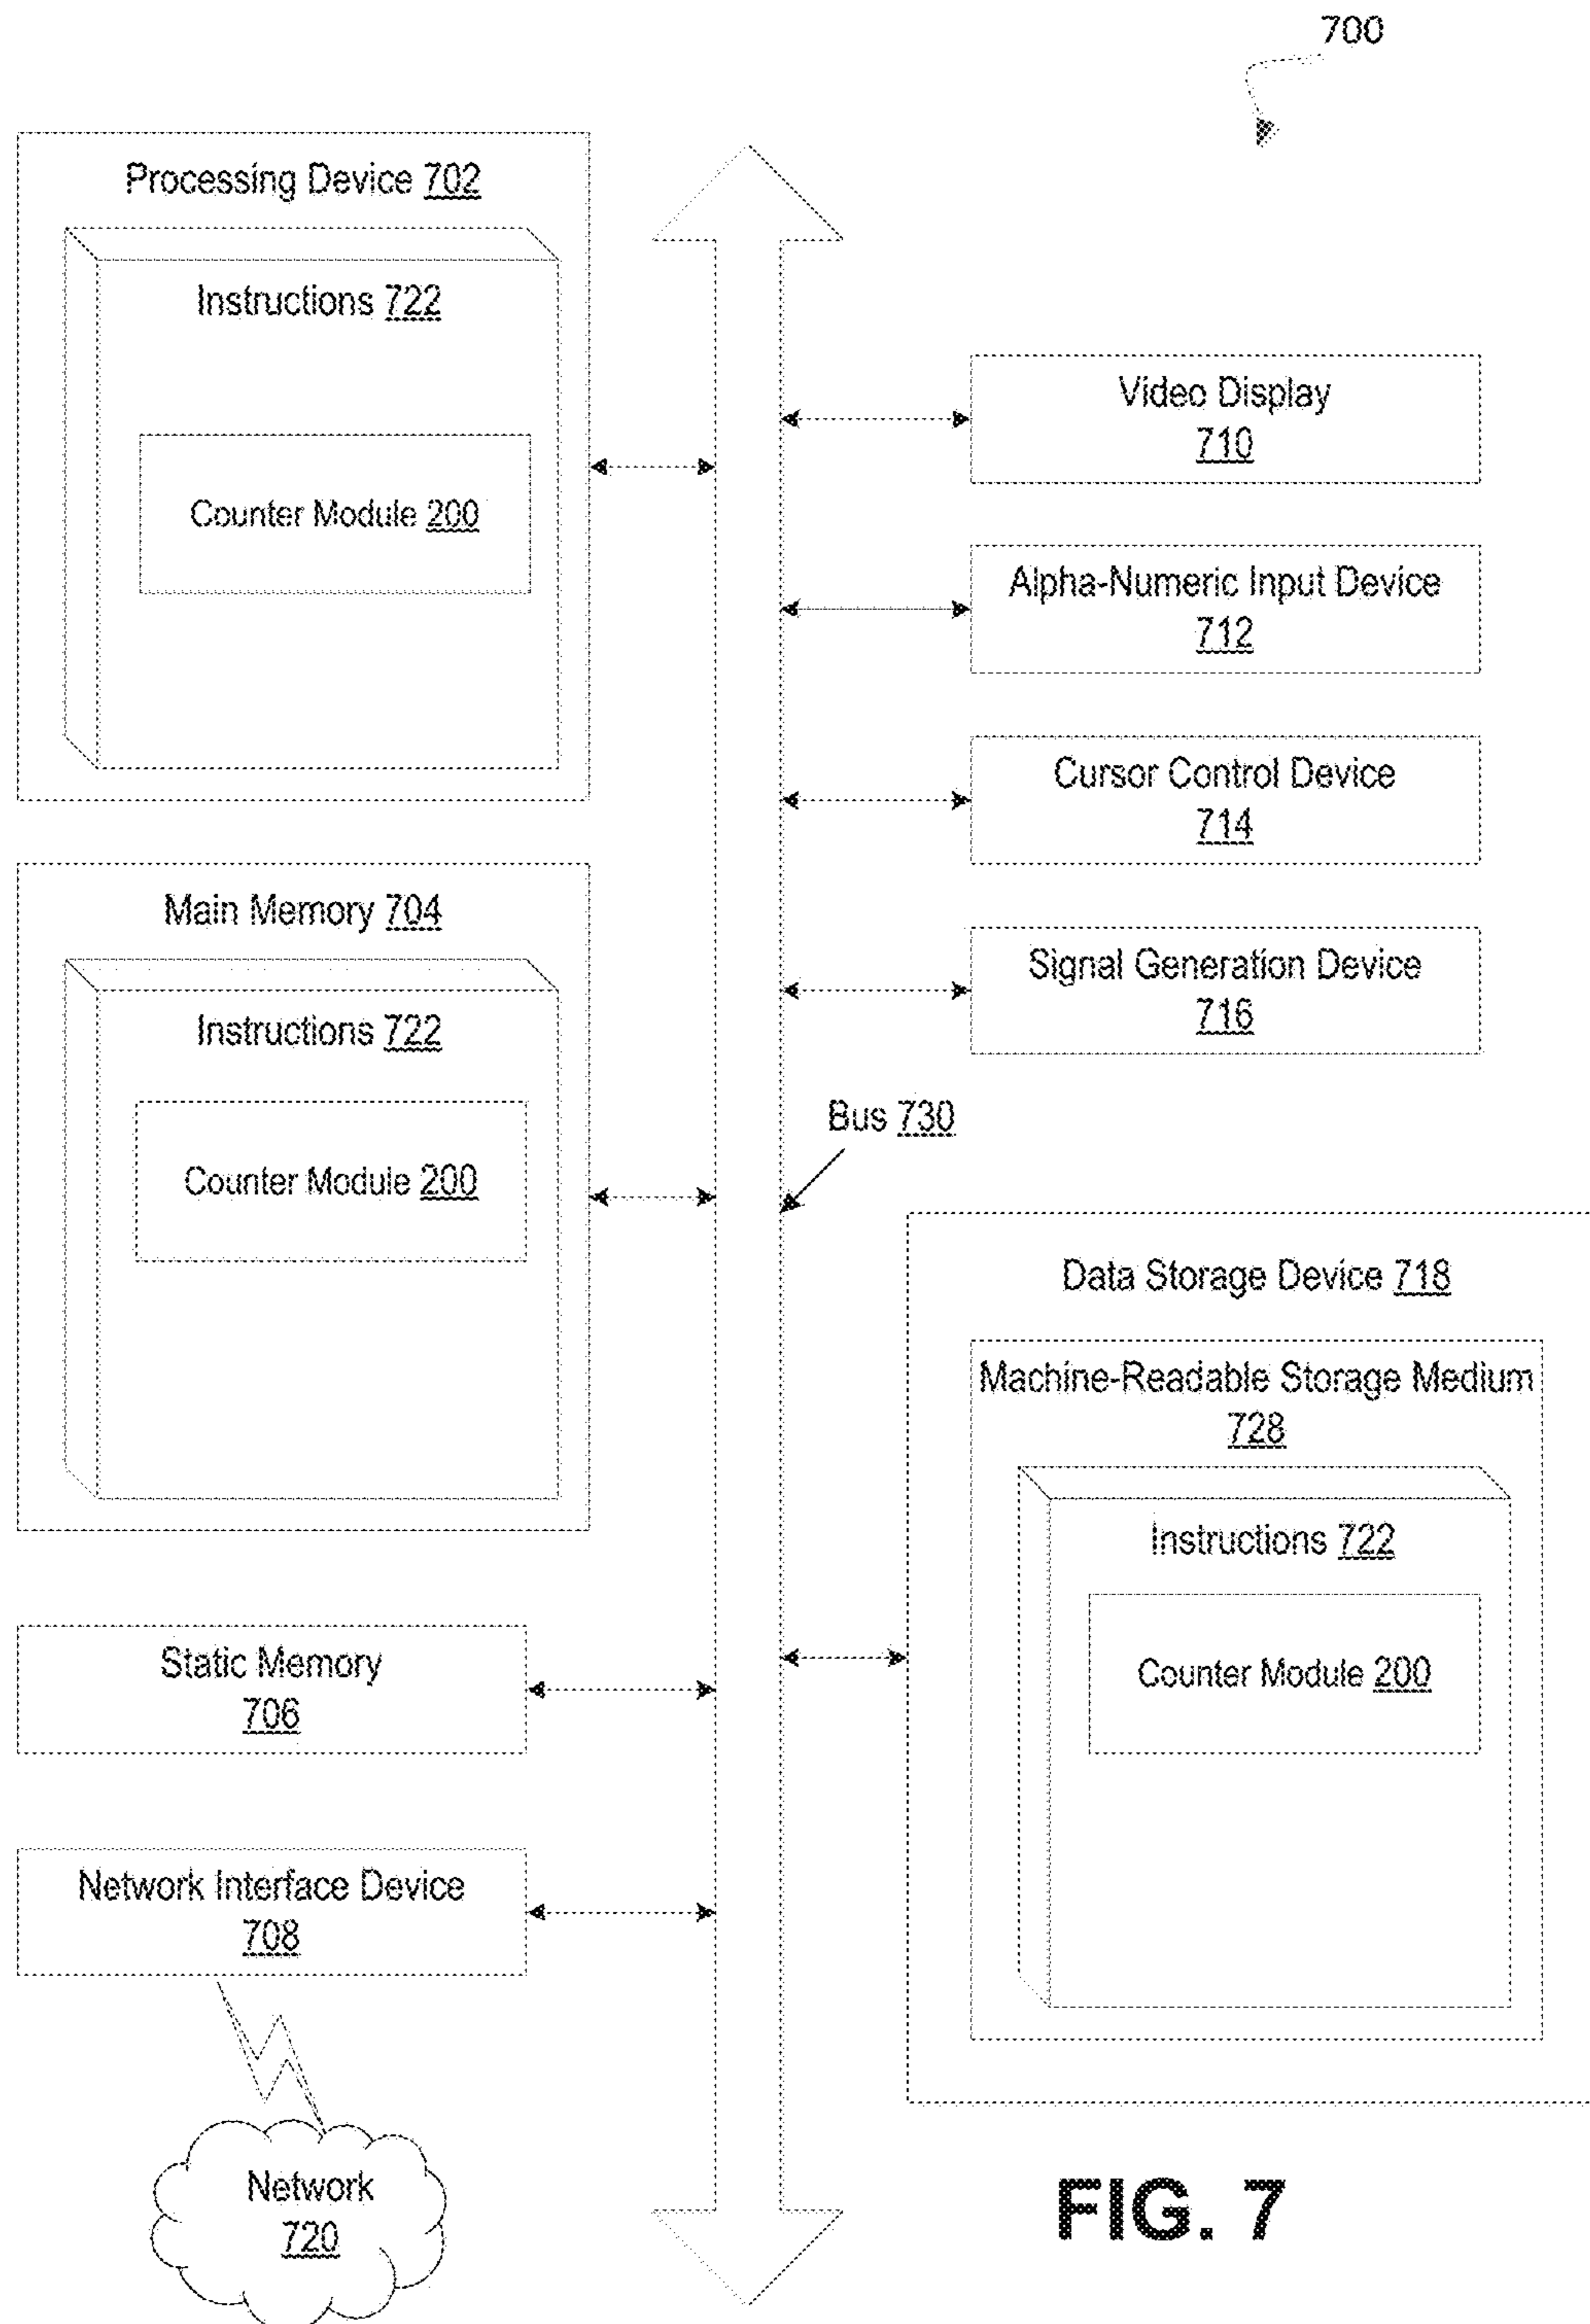 700
Processing Device 702
Instructions 722
Counter Module 200
Main Memory 704
Instructions 722
Counter Module 200
Static Memory
706
Network Interface Device
708
Network
720
Video Display
710
Alpha-Numeric Input Device
712
Cursor Control Device
714
Signal Generation Device
716
Bus 730
Data Storage Device 718
Machine-Readable Storage Medium
728
Instructions 722
Counter Module 200
FIG. 7